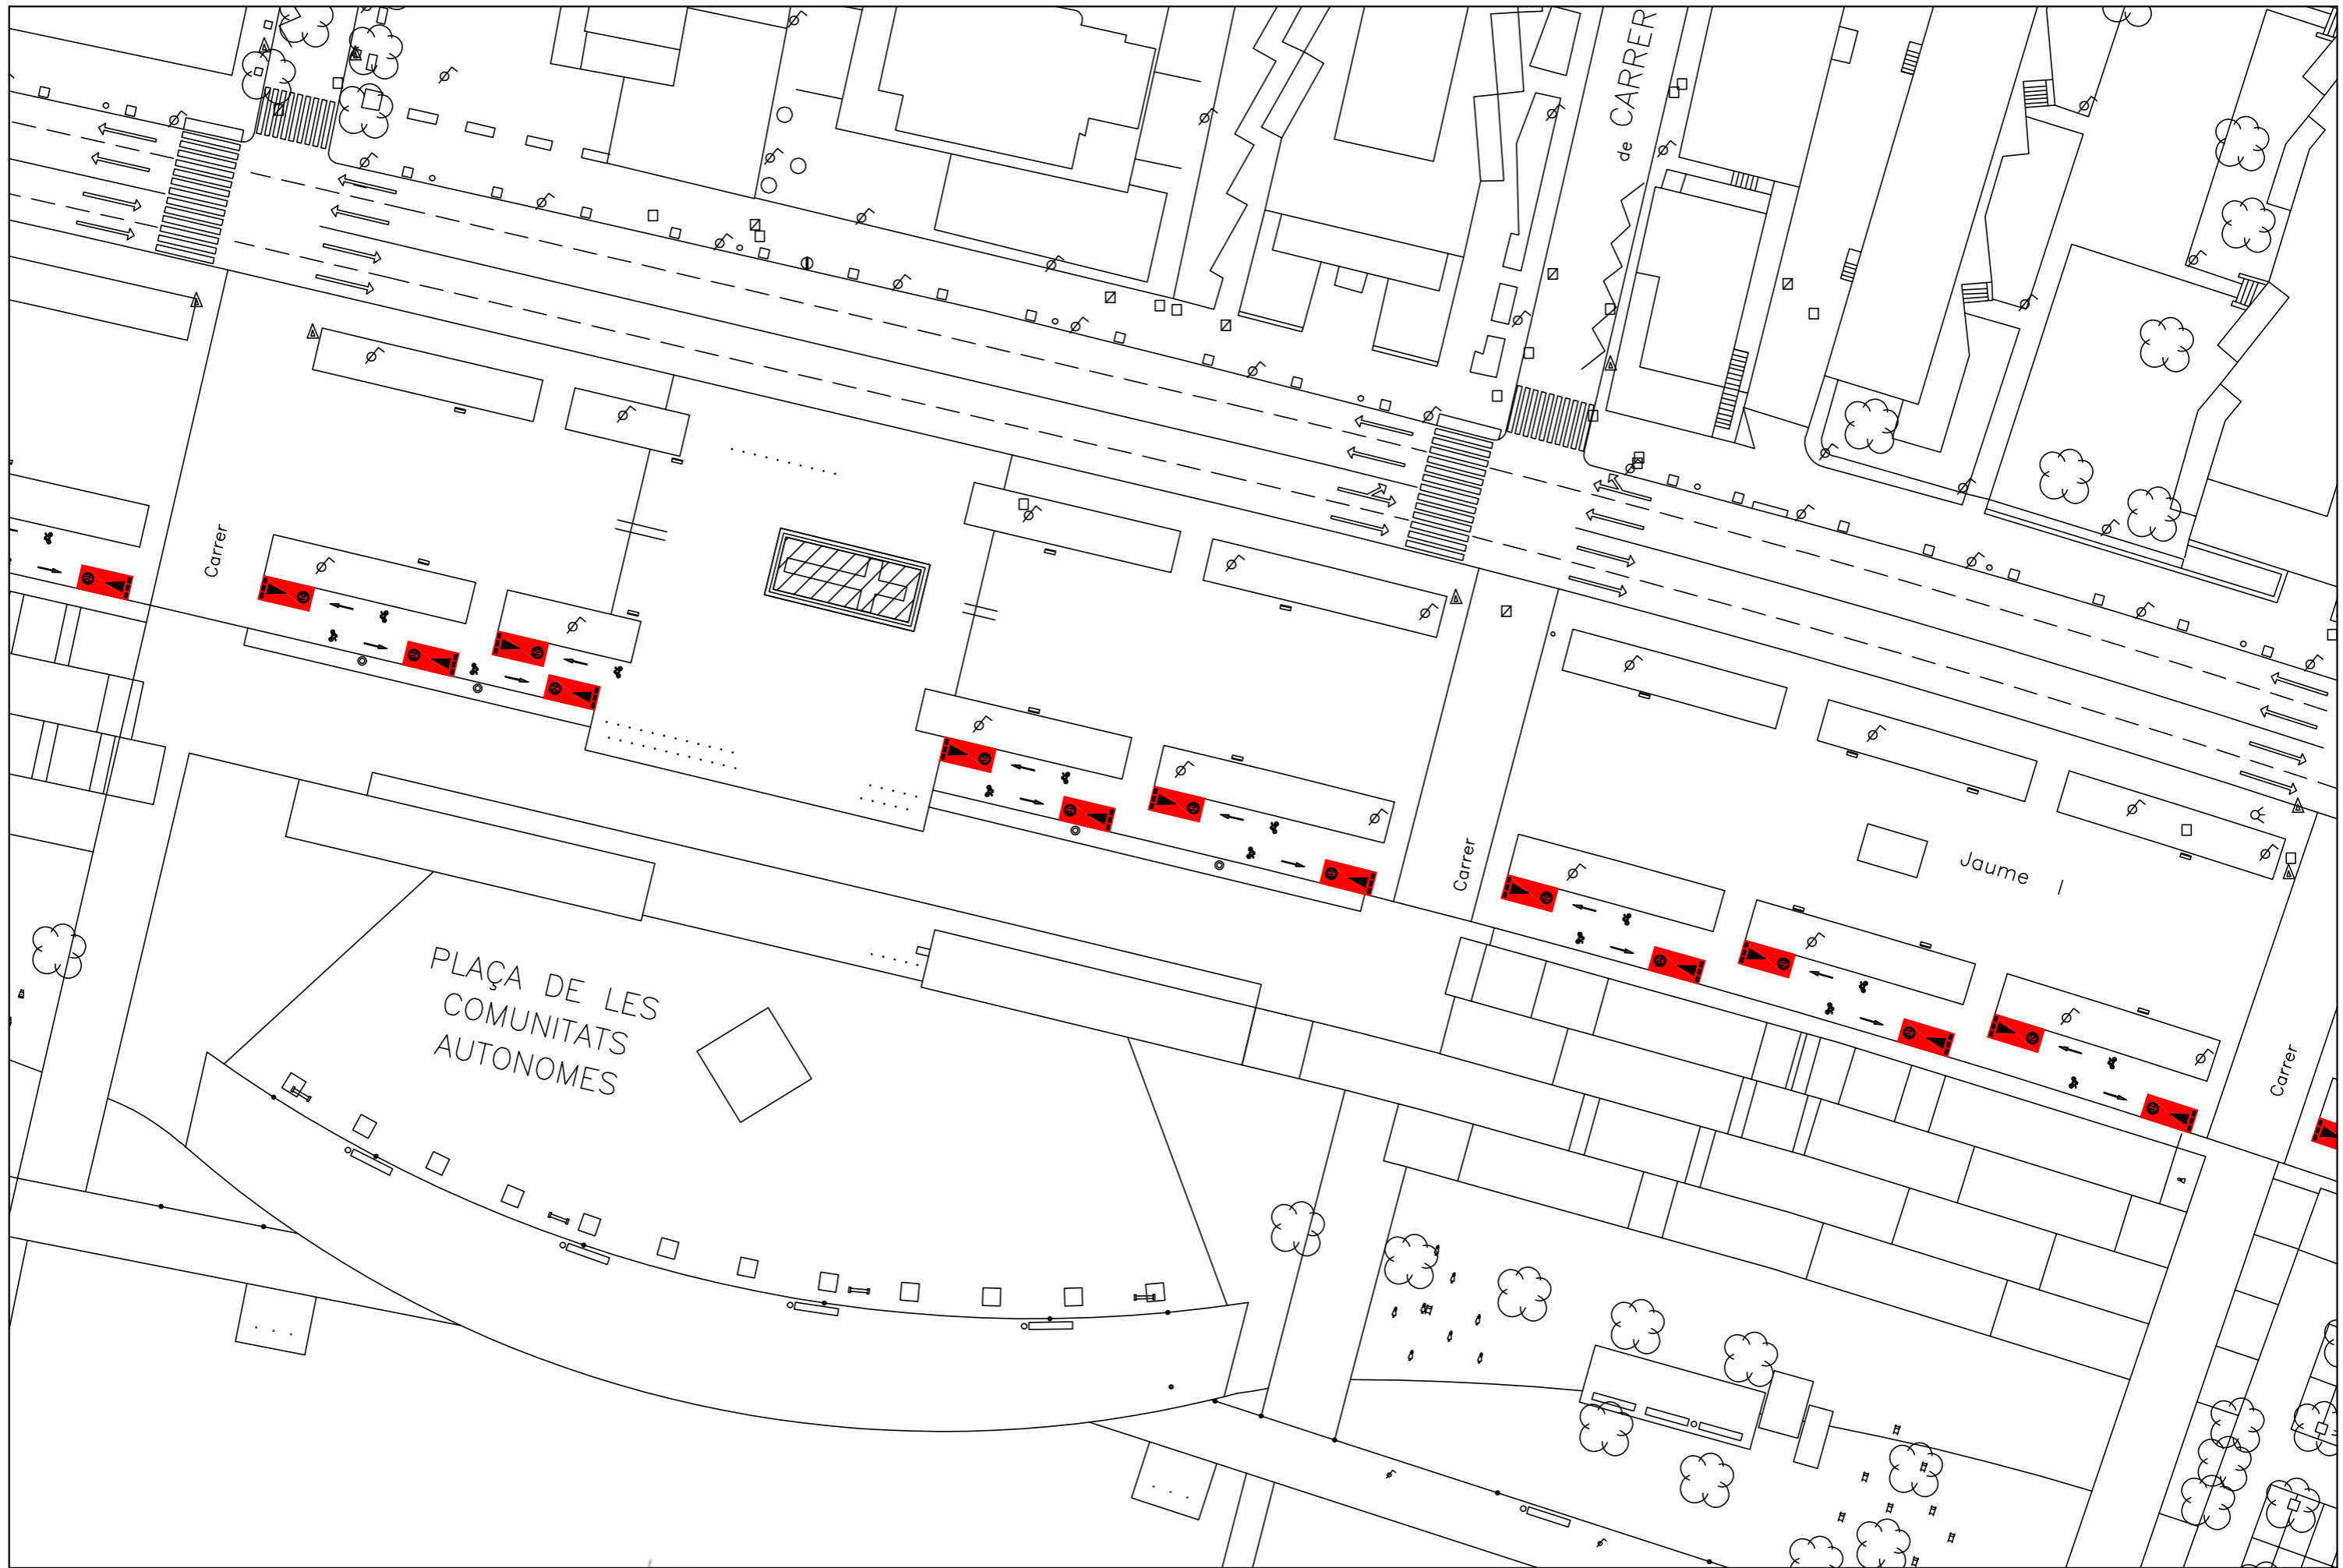 de CARRER
Carrer
Jaume I
Carrer
Carrer
PLAÇA DE LES
COMUNITATS
AUTONOMES